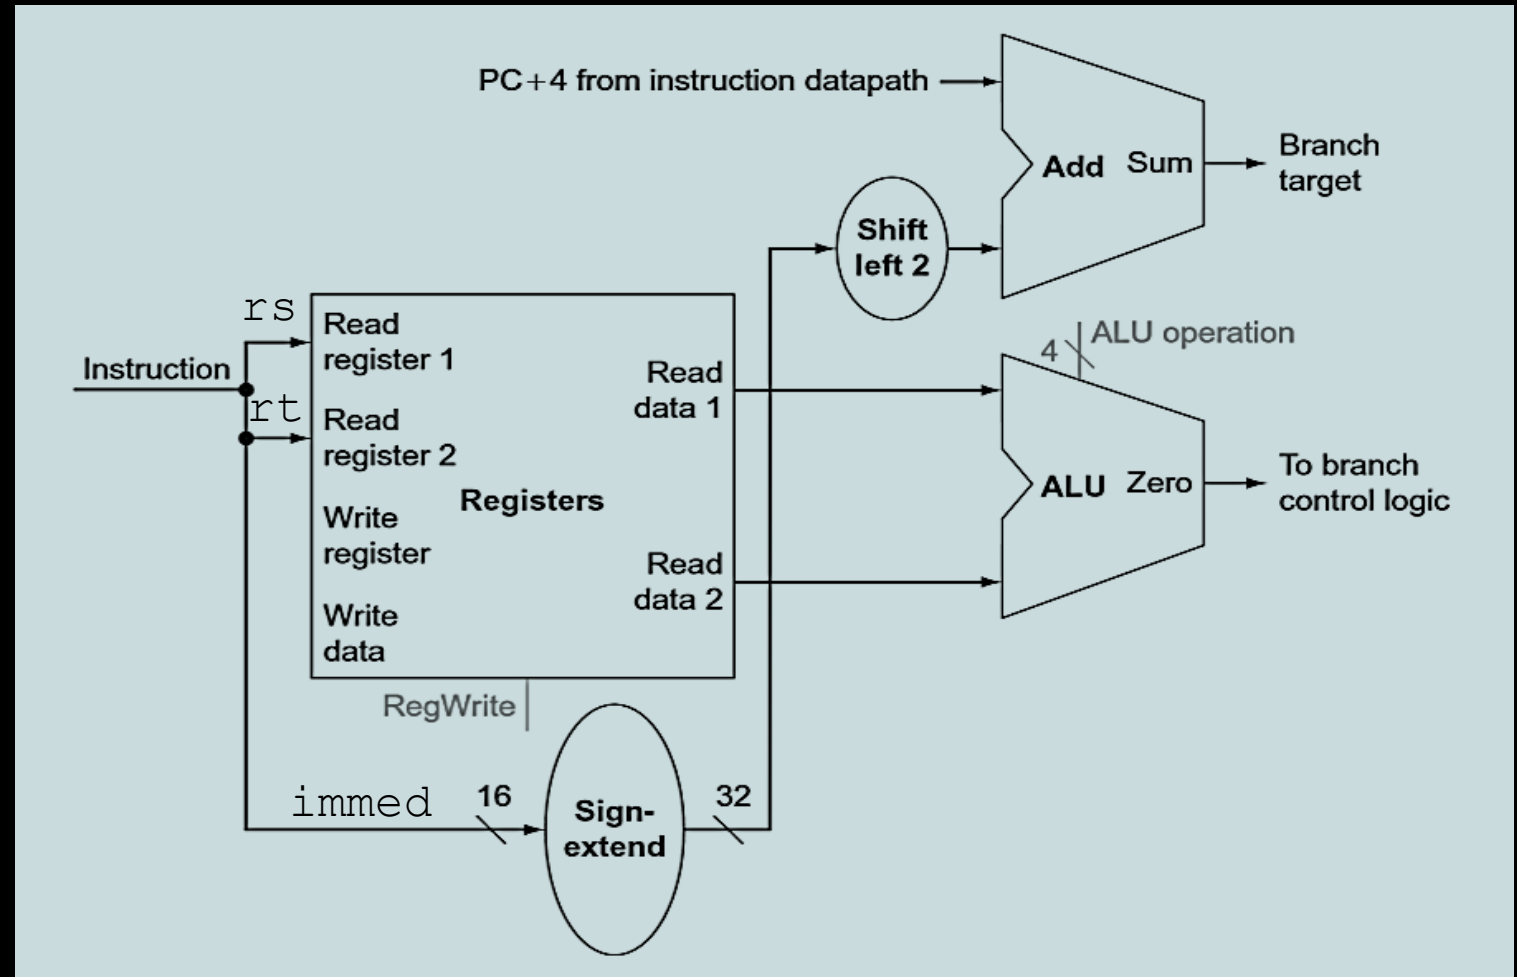 PC+4 from instruction datapath
Add Sum
Branch
target
Shift
left 2
rs
Instruction
rt
Read
register 1
Read
register 2
Registers
Write
register
Write
data
Read
data 1
Read
data 2
4
ALU operation
ALU Zero
To branch
control logic
RegWrite
immed
16
Sign-
extend
32